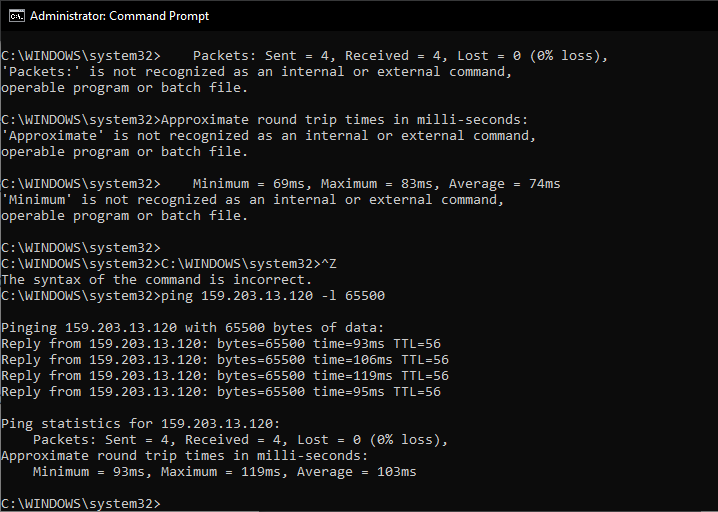 Administrator: Command Prompt
C:\WINDOWS\system32>    Packets: Sent = 4, Received = 4, Lost = 0 (0% loss),
'Packets:' is not recognized as an internal or external command,
operable program or batch file.
C:\WINDOWS\system32>Approximate round trip times in milli-seconds:
'Approximate' is not recognized as an internal or external command,
operable program or batch file.
C:\WINDOWS\system32>    Minimum = 69ms, Maximum = 83ms, Average = 74ms
'Minimum' is not recognized as an internal or external command,
operable program or batch file.
C:\WINDOWS\system32>
C:\WINDOWS\system32>C:\WINDOWS\system32>^Z
The syntax of the command is incorrect.
C:\WINDOWS\system32>ping 159.203.13.120 -l 65500
Pinging 159.203.13.120 with 65500 bytes of data:
Reply from 159.203.13.120: bytes=65500 time=93ms TTL=56
Reply from 159.203.13.120: bytes=65500 time=106ms TTL=56
Reply from 159.203.13.120: bytes=65500 time=119ms TTL=56
Reply from 159.203.13.120: bytes=65500 time=95ms TTL=56
Ping statistics for 159.203.13.120:
    Packets: Sent = 4, Received = 4, Lost = 0 (0% loss),
Approximate round trip times in milli-seconds:
    Minimum = 93ms, Maximum = 119ms, Average = 103ms
C:\WINDOWS\system32>